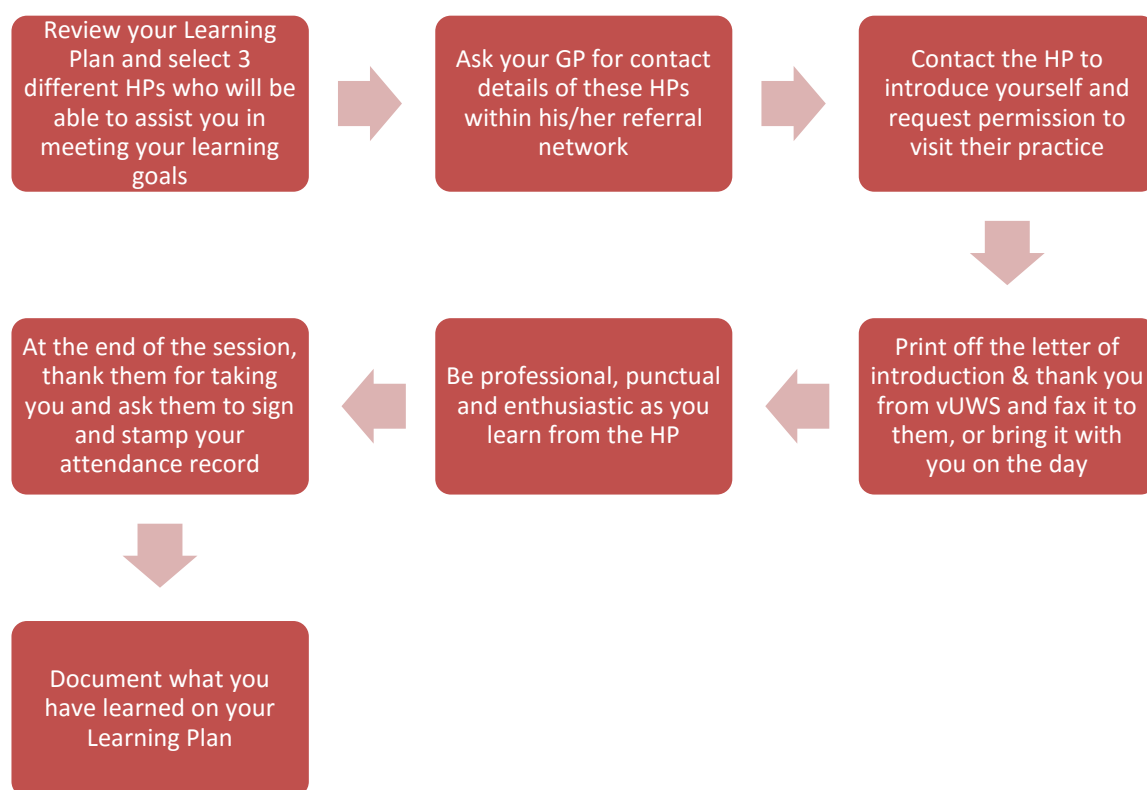 Review your Learning
Plan and select 3
different HPs who will be
able to assist you in
meeting your learning
goals
Ask your GP for contact
details of these HPs
within his/her referral
network
Contact the HP to
introduce yourself and
request permission to
visit their practice
Print off the letter of
introduction & thank you
from vUWS and fax it to
them, or bring it with
you on the day
Be professional, punctual
and enthusiastic as you
learn from the HP
At the end of the session,
thank them for taking
you and ask them to sign
and stamp your
attendance record
Document what you
have learned on your
Learning Plan